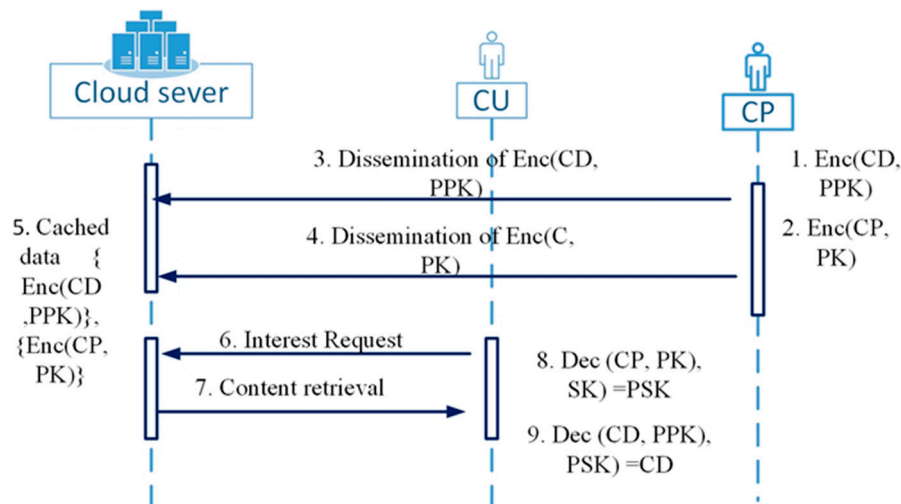 Cloud sever
CU
CP
3. Dissemination of Enc(CD,
PPK)
1. Enc(CD,
PPK)
5. Cached
data {
Enc(CD
,PPK)},
{Enc(CP,
PK)}
4. Dissemination of Enc(C,
PK)
2. Enc(CP,
PK)
6. Interest Request
7. Content retrieval
8. Dec (CP, PK),
SK) =PSK
9. Dec (CD, PPK),
PSK) =CD